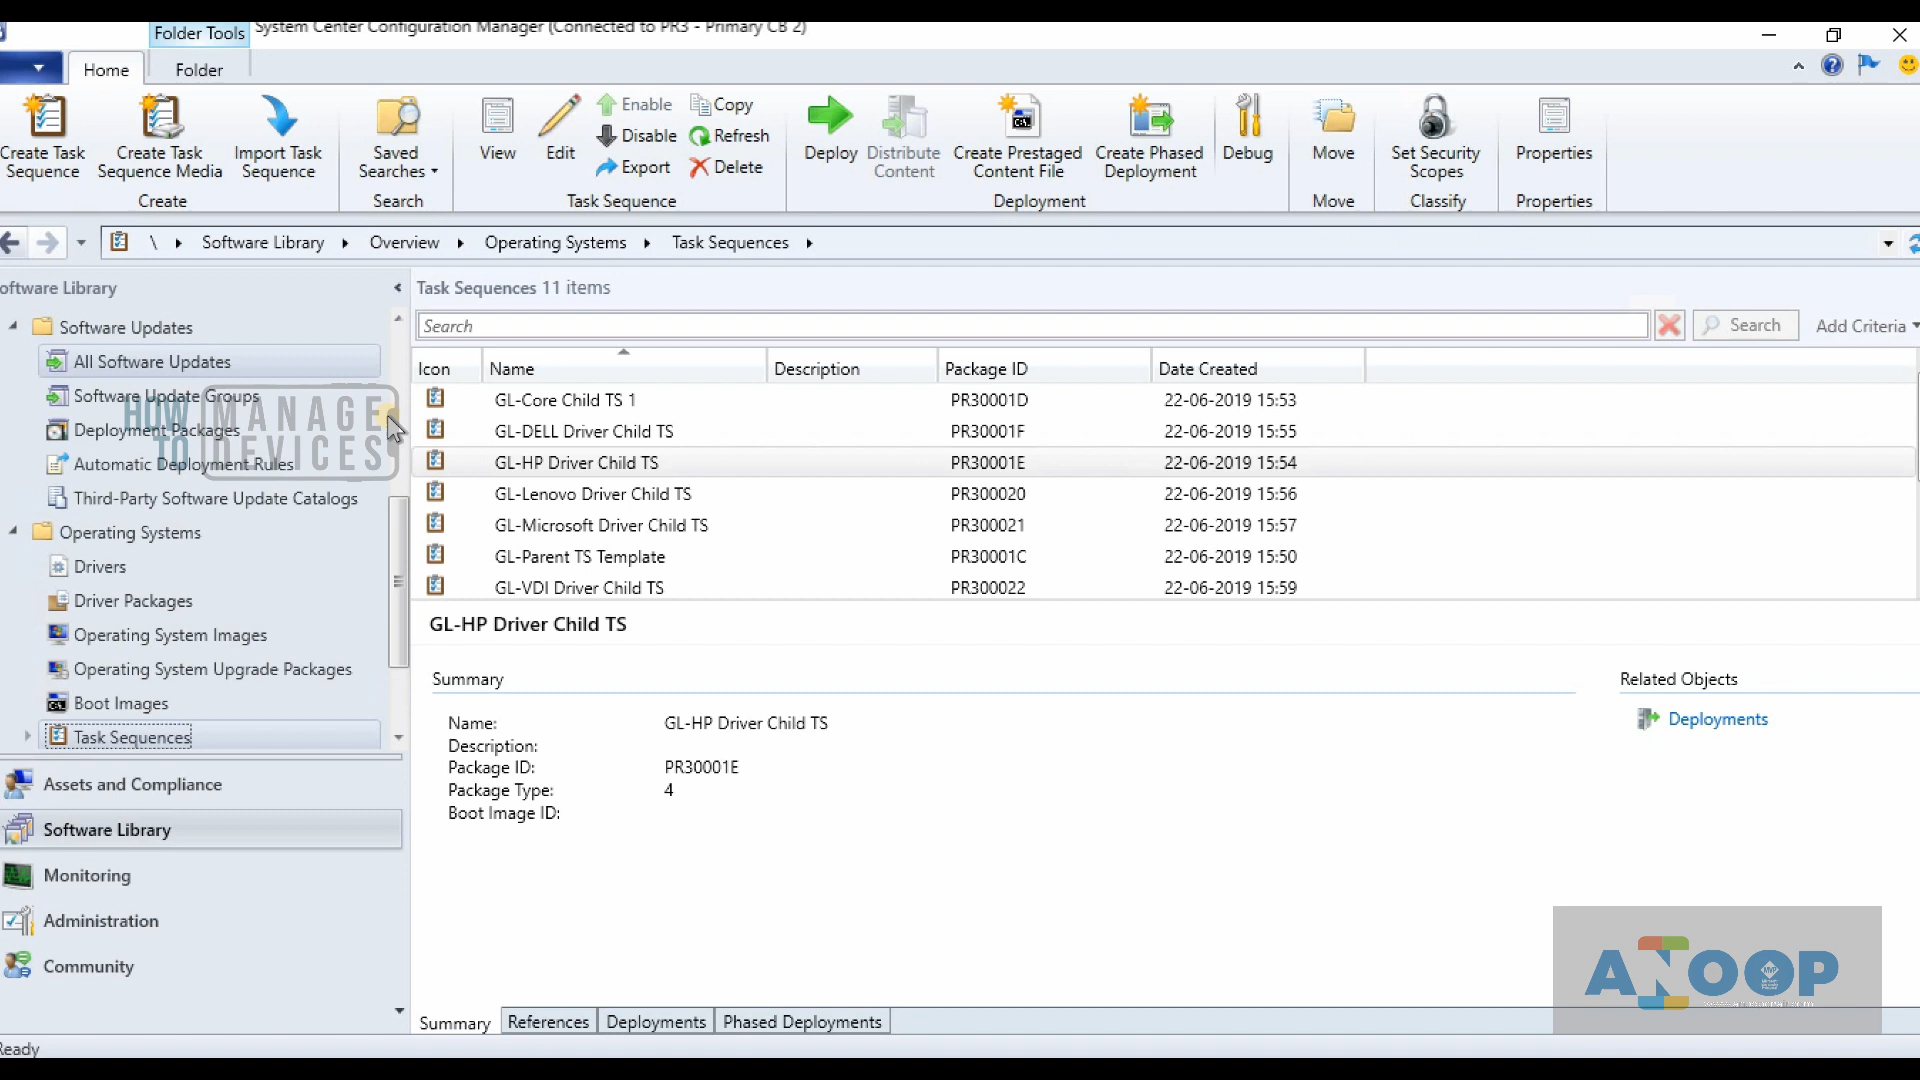 System Center Configuration Manager (Connected to PR3 - Primary CB 2)
Folder Tools
Home Folder
Create Task Sequence
Create Task Sequence Media
Import Task Sequence
Create
Saved Searches
Search
View
Edit
Enable
Disable
Export
Copy
Refresh
Delete
Task Sequence
Deploy
Distribute Content
Create Prestaged Content File
Create Phased Deployment
Deployment
Debug
Move
Move
Set Security Scopes
Classify
Properties
Properties
\ Software Library Overview Operating Systems Task Sequences
oftware Library
Software Updates
All Software Updates
Software Update Groups
Deployment Packages
Automatic Deployment Rules
Third-Party Software Update Catalogs
Operating Systems
Drivers
Driver Packages
Operating System Images
Operating System Upgrade Packages
Boot Images
Task Sequences
HOW TO MANAGE DEVICES
Assets and Compliance
Software Library
Monitoring
Administration
Community
Task Sequences 11 items
Search
Search
Add Criteria
Icon Name Description Package ID Date Created
GL-Core Child TS 1 PR30001D 22-06-2019 15:53
GL-DELL Driver Child TS PR30001F 22-06-2019 15:55
GL-HP Driver Child TS PR30001E 22-06-2019 15:54
GL-Lenovo Driver Child TS PR300020 22-06-2019 15:56
GL-Microsoft Driver Child TS PR300021 22-06-2019 15:57
GL-Parent TS Template PR30001C 22-06-2019 15:50
GL-VDI Driver Child TS PR300022 22-06-2019 15:59
GL-HP Driver Child TS
Summary
Name: GL-HP Driver Child TS
Description:
Package ID: PR30001E
Package Type: 4
Boot Image ID:
Related Objects
Deployments
ANOOP
Summary References Deployments Phased Deployments
Ready